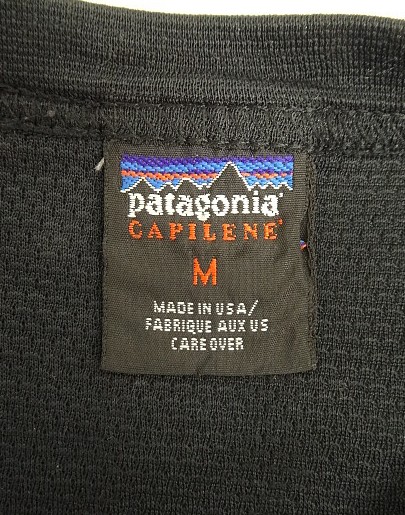 patagonia®
CAPILENE®
M
MADE IN USA/
FABRIQUE AUX US
CARE OVER